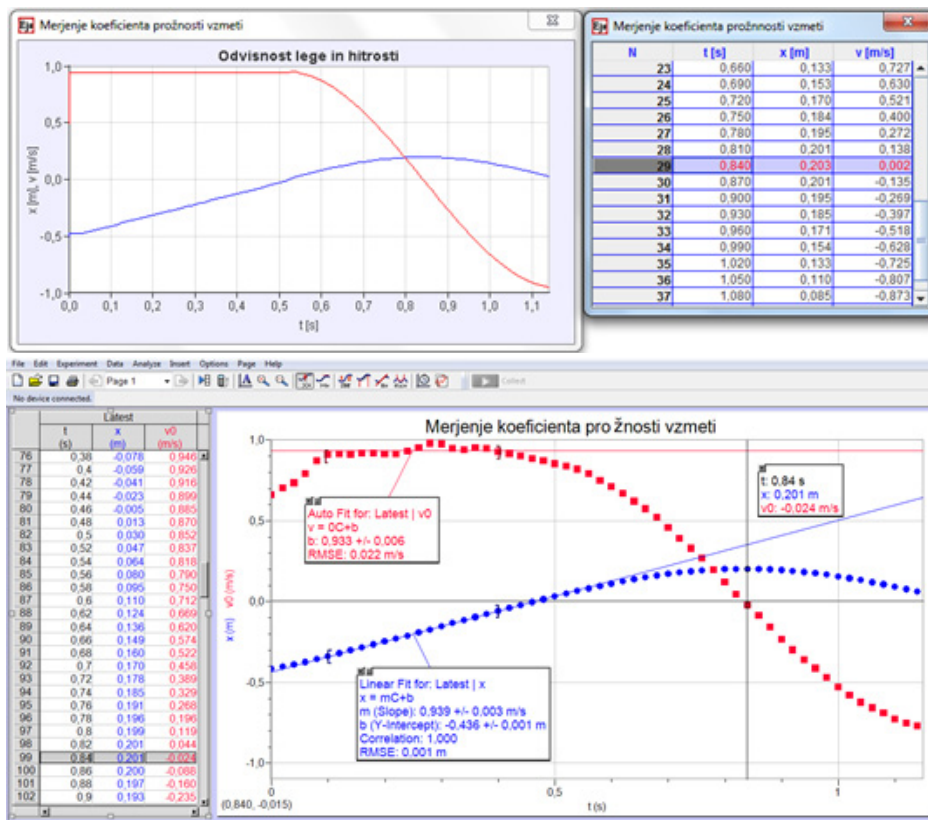 Merjenje koeficienta prožnosti vzmeti
Odvisnost lege in hitrosti
x [m], v [m/s]
1,0
0,5
0,0
-0,5
-1,0
0,0 0,1 0,2 0,3 0,4 0,5 0,6 0,7 0,8 0,9 1,0 1,1
t [s]
Merjenje koeficienta prožnnosti vzmeti
N t [s] x [m] v [m/s]
23 0,660 0,133 0,727
24 0,690 0,153 0,630
25 0,720 0,170 0,521
26 0,750 0,184 0,400
27 0,780 0,195 0,272
28 0,810 0,201 0,138
29 0,840 0,203 0,002
30 0,870 0,201 -0,135
31 0,900 0,195 -0,269
32 0,930 0,185 -0,397
33 0,960 0,171 -0,518
34 0,990 0,154 -0,628
35 1,020 0,133 -0,725
36 1,050 0,110 -0,807
37 1,080 0,085 -0,873
File Edit Experiment Data Analyze Insert Options Page Help
Page 1 Collect
No device connected.
Latest
t x v0
(s) (m) (m/s)
76 0,38 -0,078 0,946
77 0,4 -0,059 0,926
78 0,42 -0,041 0,916
79 0,44 -0,023 0,899
80 0,46 -0,005 0,885
81 0,48 0,013 0,870
82 0,5 0,030 0,852
83 0,52 0,047 0,837
84 0,54 0,064 0,818
85 0,56 0,080 0,790
86 0,58 0,095 0,750
87 0,6 0,110 0,712
88 0,62 0,124 0,669
89 0,64 0,136 0,620
90 0,66 0,149 0,574
91 0,68 0,160 0,522
92 0,7 0,170 0,458
93 0,72 0,178 0,389
94 0,74 0,185 0,329
95 0,76 0,191 0,268
96 0,78 0,196 0,196
97 0,8 0,199 0,119
98 0,82 0,201 0,044
99 0,84 0,201 -0,024
100 0,86 0,200 -0,088
101 0,88 0,197 -0,160
102 0,9 0,193 -0,235
Merjenje koeficienta pro žnosti vzmeti
x (m) v0 (m/s)
1,0
0,5
0,0
-0,5
-1,0
Auto Fit for: Latest | v0
v = 0C+b
b: 0,933 +/- 0,006
RMSE: 0,022 m/s
t: 0,84 s
x: 0,201 m
v0: -0,024 m/s
Linear Fit for: Latest | x
x = mC+b
m (Slope): 0,939 +/- 0,003 m/s
b (Y-Intercept): -0,436 +/- 0,001 m
Correlation: 1,000
RMSE: 0,001 m
0,5 1
(0,840, -0,015)
t (s)